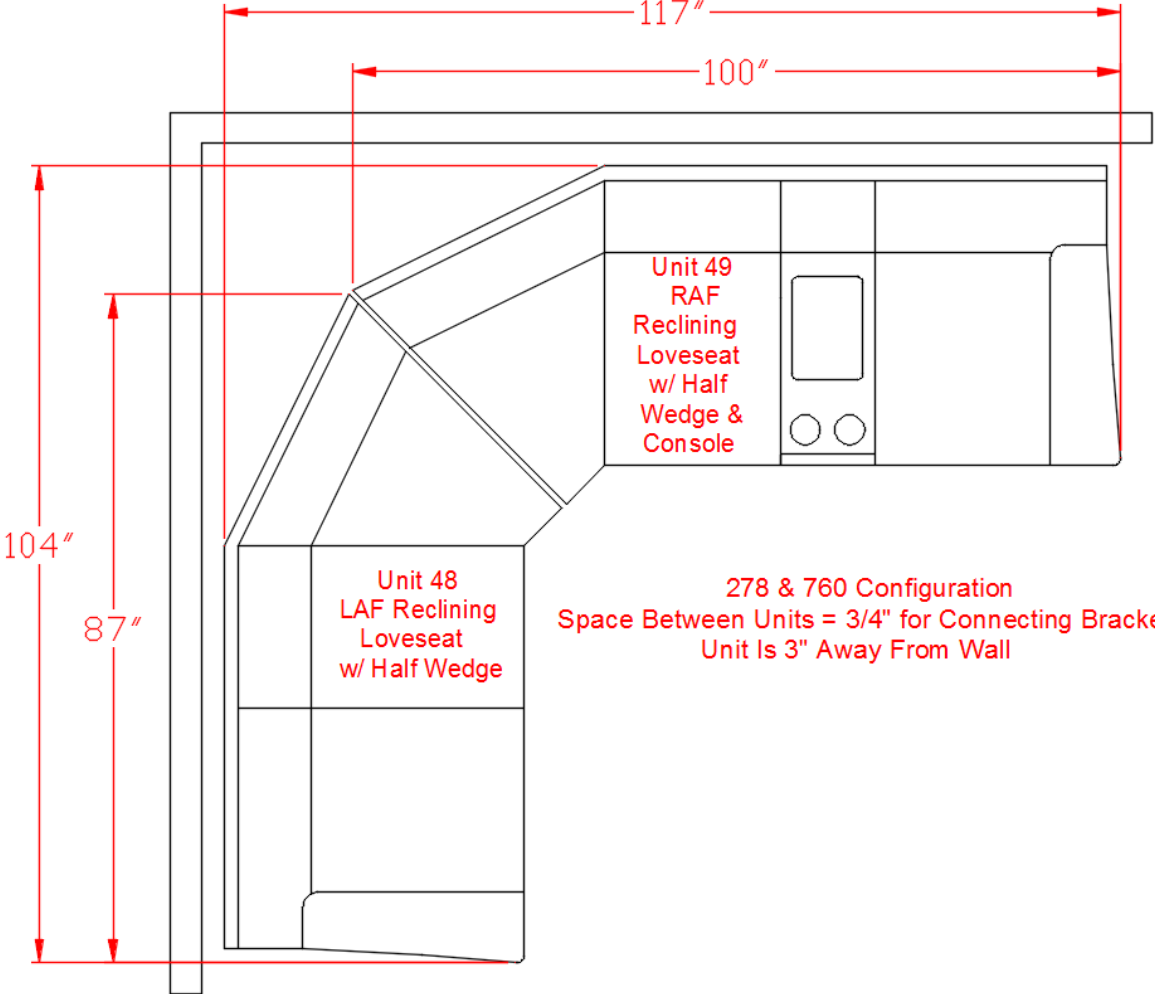 117"
100"
Unit 49
RAF
Reclining
Loveseat
w/ Half
Wedge &
Console
104"
87"
Unit 48
LAF Reclining
Loveseat
w/ Half Wedge
278 & 760 Configuration
Space Between Units = 3/4" for Connecting Bracke
Unit Is 3" Away From Wall